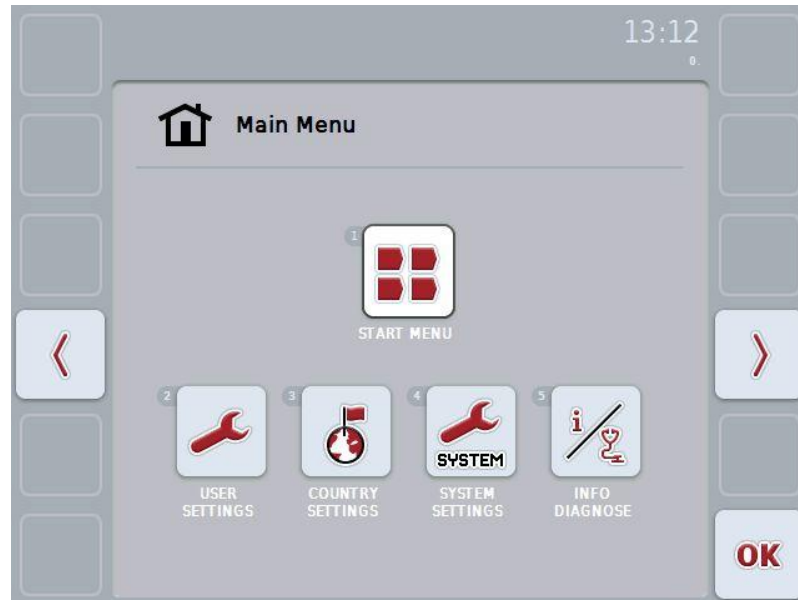 13:12
0.
Main Menu
1
START MENU
2
3
4
5
SYSTEM
i
USER
SETTINGS
COUNTRY
SETTINGS
SYSTEM
SETTINGS
INFO
DIAGNOSE
OK